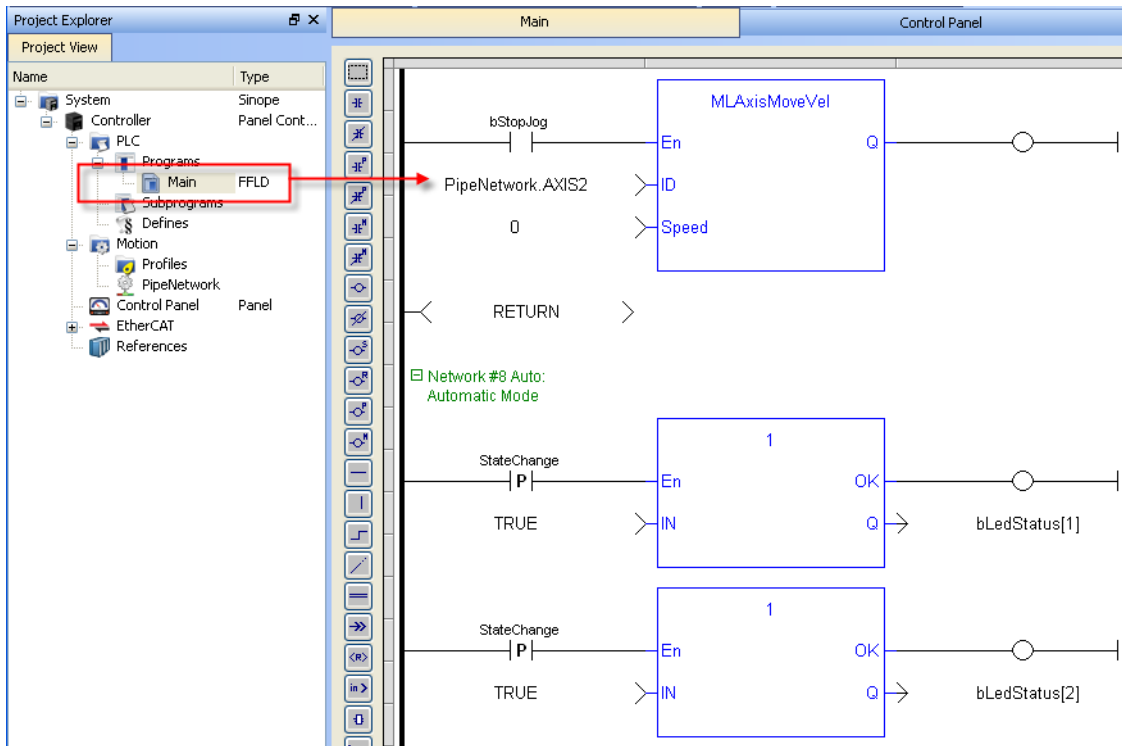 Project Explorer
Project View
Name Type
System Sinope
Controller Panel Cont...
PLC
Programs
Main FFLD
Subprograms
Defines
Motion
Profiles
PipeNetwork
Control Panel Panel
EtherCAT
References
Main Control Panel
MLAxisMoveVel
bStopJog
En Q
PipeNetwork.AXIS2 ID
0 Speed
RETURN
Network #8 Auto:
Automatic Mode
1
StateChange
P En OK
TRUE IN Q bLedStatus[1]
1
StateChange
P En OK
TRUE IN Q bLedStatus[2]
P
P
N
N
S
R
P
N
<R>
in >